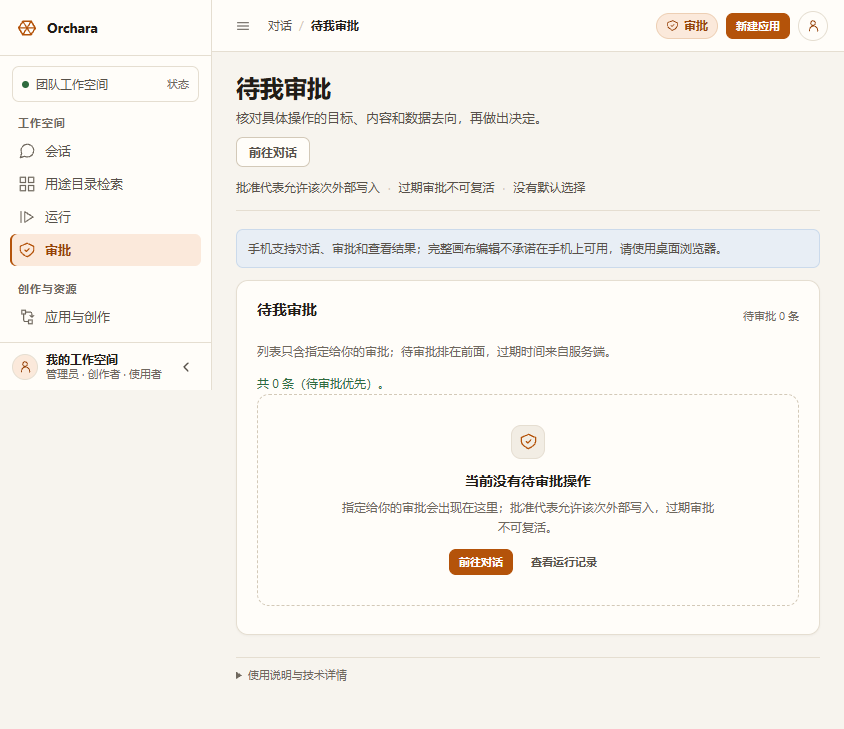 Orchara
团队工作空间 状态
工作空间
会话
用途目录检索
运行
审批
创作与资源
应用与创作
我的工作空间
管理员 · 创作者 · 使用者
对话 / 待我审批
审批 新建应用
待我审批
核对具体操作的目标、内容和数据去向，再做出决定。
前往对话
批准代表允许该次外部写入 · 过期审批不可复活 · 没有默认选择
手机支持对话、审批和查看结果；完整画布编辑不承诺在手机上可用，请使用桌面浏览器。
待我审批
待审批 0 条
列表只含指定给你的审批；待审批排在前面，过期时间来自服务端。
共 0 条（待审批优先）。
当前没有待审批操作
指定给你的审批会出现在这里；批准代表允许该次外部写入，过期审批
不可复活。
前往对话 查看运行记录
使用说明与技术详情